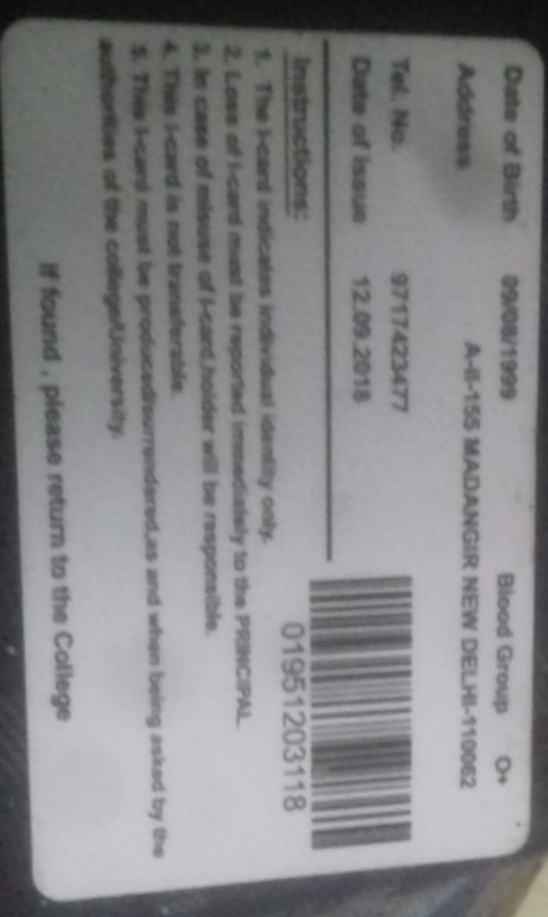 Date of Birth 09/08/1999 Blood Group O+
Address A-II-155 MADANGIR NEW DELHI-110062
Tel. No. 9717423477
Date of Issue 12.09.2018
01951203118
Instructions:
1. The I-card indicates individual identity only.
2. Loss of I-card must be reported immediately to the PRINCIPAL.
3. In case of misuse of I-card,holder will be responsible.
4. This I-card is not transferable.
5. This I-card must be produced/surrendered,as and when being asked by the
authorities of the college/University.
If found , please return to the College